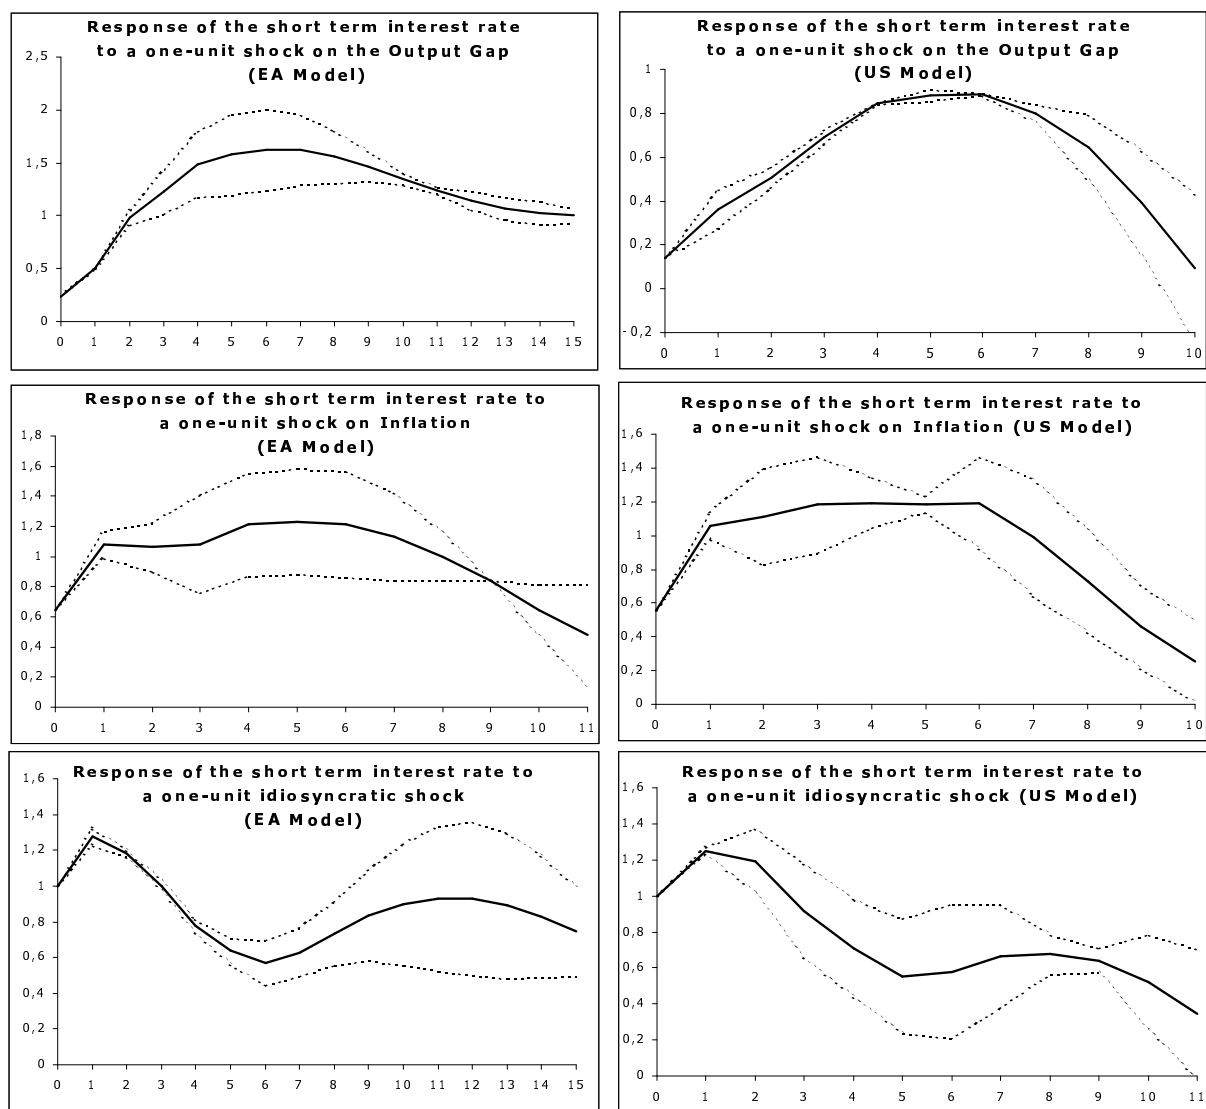 Response of the short term interest rate
to a one-unit shock on the Output Gap
(EA Model)
2,5
2
1,5
1
0,5
0
0 1 2 3 4 5 6 7 8 9 10 11 12 13 14 15
Response of the short term interest rate
to a one-unit shock on the Output Gap
(US Model)
1
0,8
0,6
0,4
0,2
0
-0,2
0 1 2 3 4 5 6 7 8 9 10
Response of the short term interest rate to
a one-unit shock on Inflation
(EA Model)
1,8
1,6
1,4
1,2
1
0,8
0,6
0,4
0,2
0
0 1 2 3 4 5 6 7 8 9 10 11
Response of the short term interest rate to
a one-unit shock on Inflation (US Model)
1,6
1,4
1,2
1
0,8
0,6
0,4
0,2
0
0 1 2 3 4 5 6 7 8 9 10
Response of the short term interest rate to
a one-unit idiosyncratic shock
(EA Model)
1,6
1,4
1,2
1
0,8
0,6
0,4
0,2
0
0 1 2 3 4 5 6 7 8 9 10 11 12 13 14 15
Response of the short term interest rate to
a one-unit idiosyncratic shock (US Model)
1,6
1,4
1,2
1
0,8
0,6
0,4
0,2
0
0 1 2 3 4 5 6 7 8 9 10 11